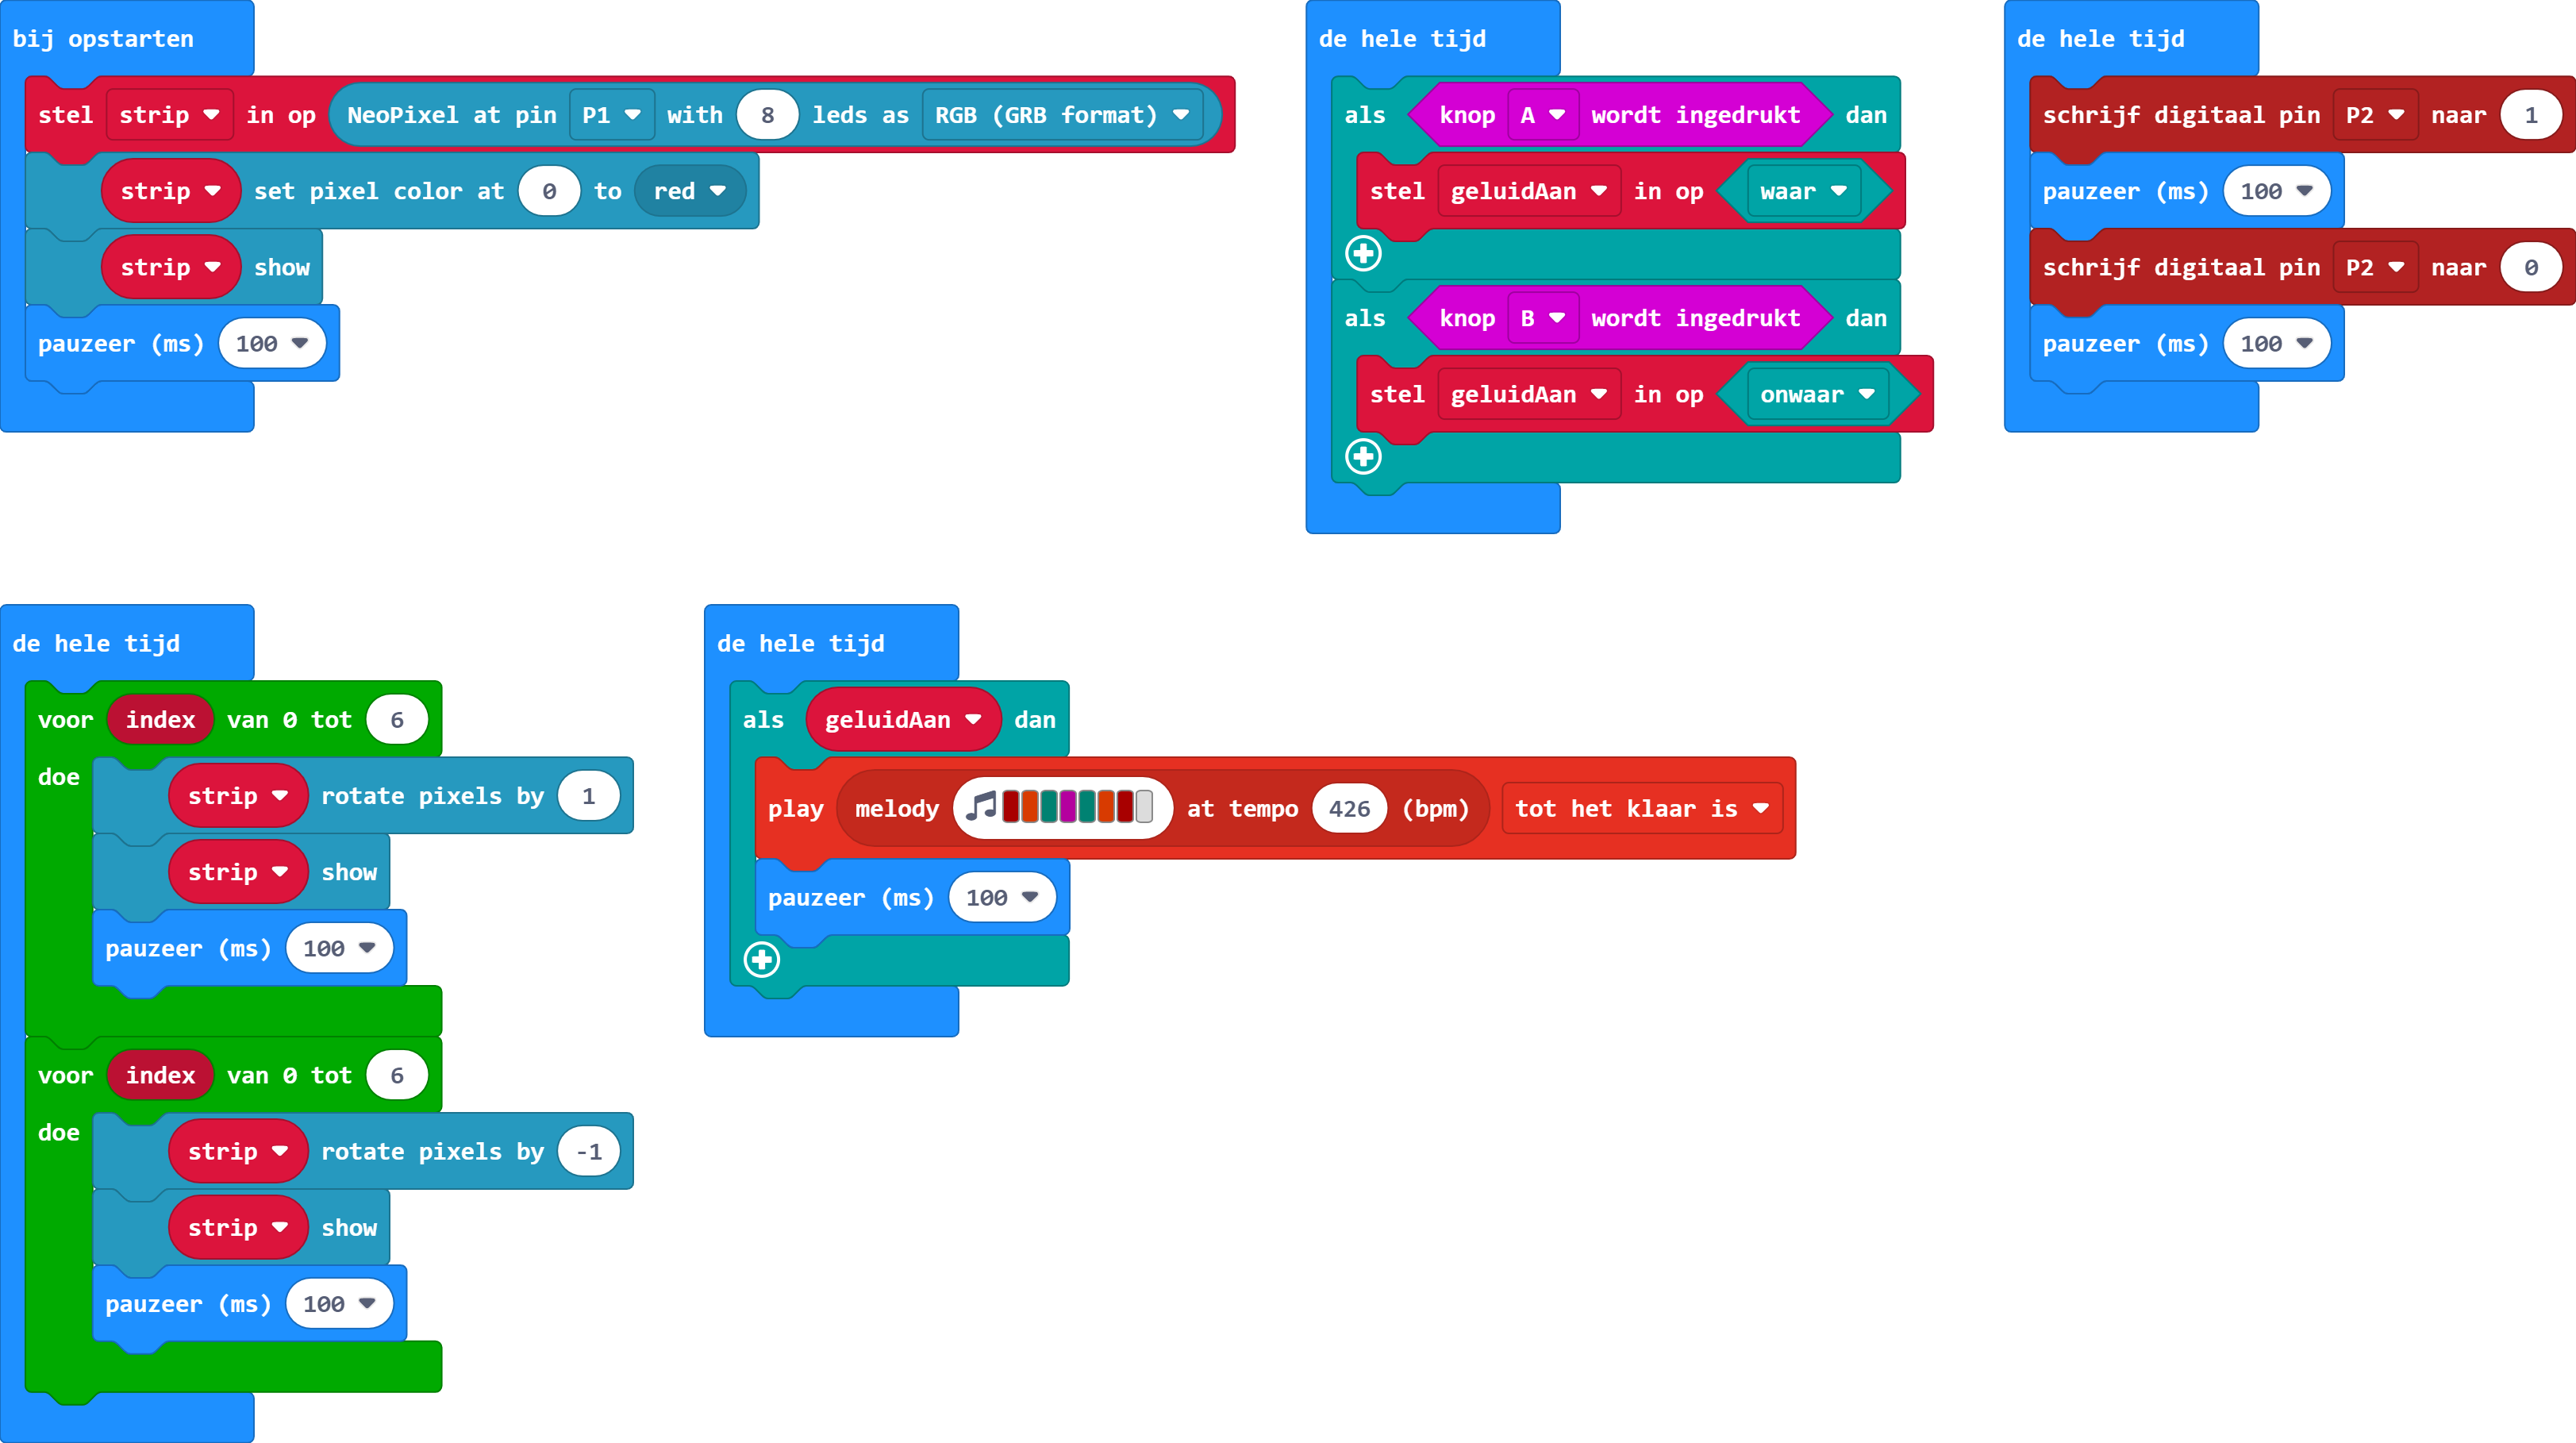 bij opstarten
stel strip in op NeoPixel at pin P1 with 8 leds as RGB (GRB format)
strip set pixel color at 0 to red
strip show
pauzeer (ms) 100
de hele tijd
als knop A wordt ingedrukt dan
stel geluidAan in op waar
als knop B wordt ingedrukt dan
stel geluidAan in op onwaar
de hele tijd
schrijf digitaal pin P2 naar 1
pauzeer (ms) 100
schrijf digitaal pin P2 naar 0
pauzeer (ms) 100
de hele tijd
voor index van 0 tot 6
doe
strip rotate pixels by 1
strip show
pauzeer (ms) 100
voor index van 0 tot 6
doe
strip rotate pixels by -1
strip show
pauzeer (ms) 100
de hele tijd
als geluidAan dan
play melody at tempo 426 (bpm) tot het klaar is
pauzeer (ms) 100